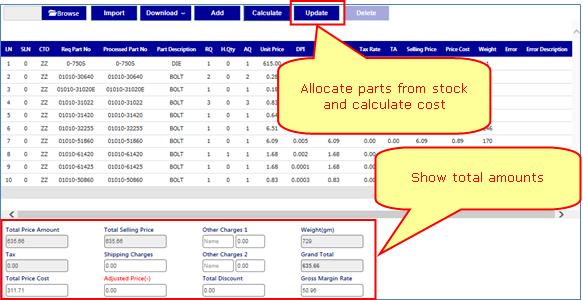 Browse Import Download Add Calculate Update Delete
LN SLN CTO Req Part No Processed Part No Part Description RQ H.Qty AQ Unit Price DPI Tax Rate TA Selling Price Price Cost Weight Error Error Description
1 0 ZZ 0-750S 0-750S DIE 1 0 1 615.00
2 0 ZZ 01010-30640 01010-30640 BOLT 2 0 2 0.28
3 0 ZZ 01010-31020E 01010-31020E BOLT 1 0 1 0.18
4 0 ZZ 01010-31022 01010-31022 BOLT 3 0 3 0.83
5 0 ZZ 01010-31420 01010-31420 BOLT 1 0 1
6 0 ZZ 01010-32255 01010-32255 BOLT 1 0 1 6.51
7 0 ZZ 01010-51860 01010-51860 BOLT 1 0 1 6.09 0.005 6.09 0.00 0.00 6.09 0.89 170
8 0 ZZ 01010-61420 01010-61420 BOLT 1 0 1 1.68 0.002 1.68 0.00
9 0 ZZ 01010-61425 01010-61425 BOLT 1 0 1 1.68 0.0001 1.68 0.00
10 0 ZZ 01010-50860 01010-50860 BOLT 1 0 1 0.83 0.0003 0.83 0.00
Allocate parts from stock
and calculate cost
Show total amounts
Total Price Amount Total Selling Price Other Charges 1 Weight(gm)
635.66 635.66 Name 0.00 729
Tax Shipping Charges Other Charges 2 Grand Total
0.00 0.00 Name 0.00 635.66
Total Price Cost Adjusted Price(-) Total Discount Gross Margin Rate
311.71 0.00 0.00 50.96